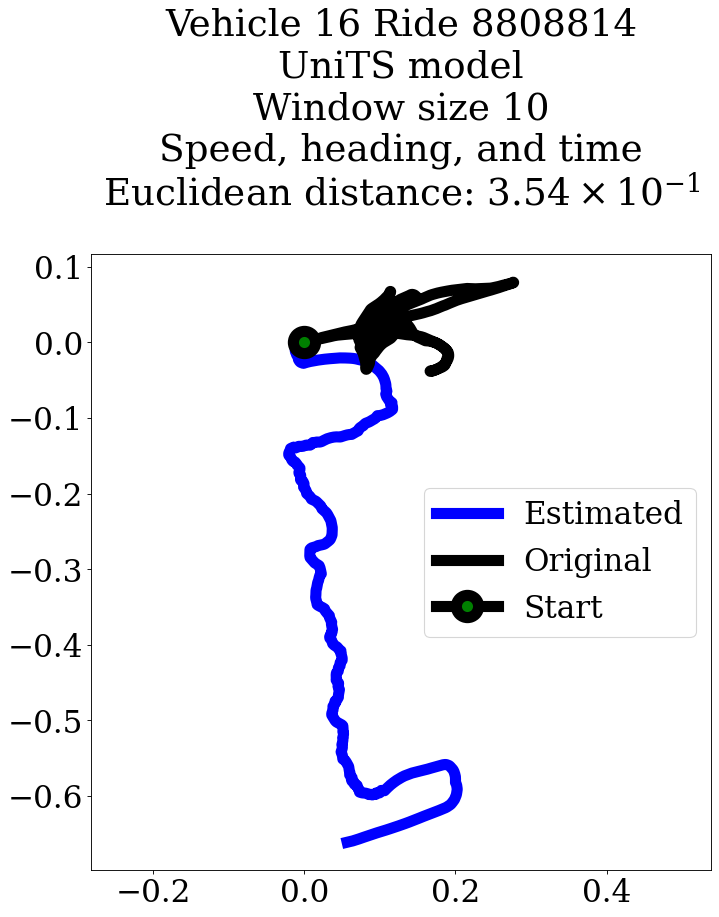 Vehicle 16 Ride 8808814
UniTS model
Window size 10
Speed, heading, and time
Euclidean distance: 3.54 × 10⁻¹
0.1
0.0
−0.1
−0.2
−0.3
−0.4
−0.5
−0.6
Estimated
Original
Start
−0.2 0.0 0.2 0.4